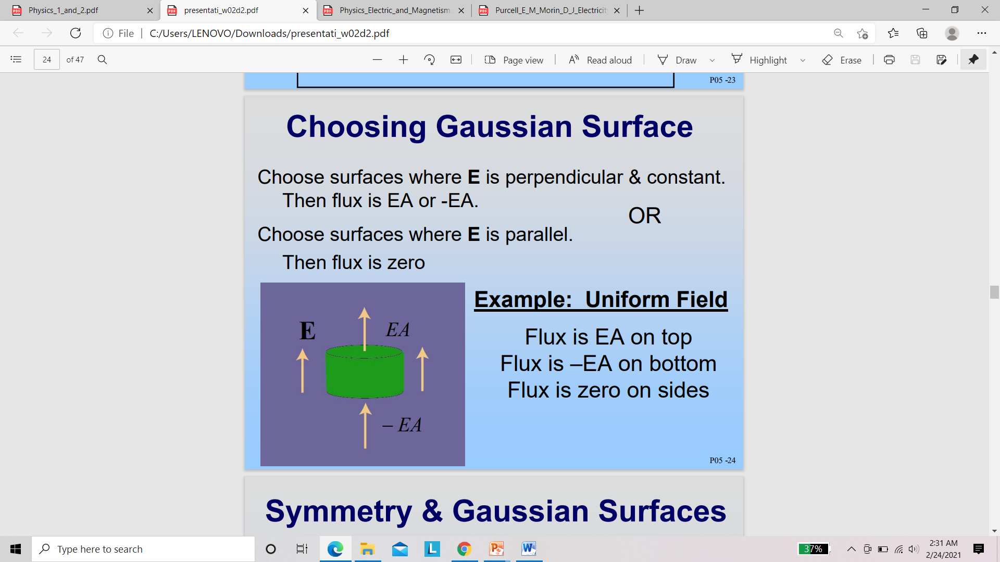 Physics_1_and_2.pdf
presentati_w02d2.pdf
Physics_Electric_and_Magnetism.
Purcell_E_M_Morin_D_J_Electricit
File
C:/Users/LENOVO/Downloads/presentati_w02d2.pdf
24
of 47
Page view
Read aloud
Draw
Highlight
Erase
P05 -23
Choosing Gaussian Surface
Choose surfaces where E is perpendicular & constant.
Then flux is EA or -EA.
OR
Choose surfaces where E is parallel.
Then flux is zero
E
EA
– EA
Example: Uniform Field
Flux is EA on top
Flux is –EA on bottom
Flux is zero on sides
P05 -24
Symmetry & Gaussian Surfaces
Type here to search
37%
2:31 AM
2/24/2021